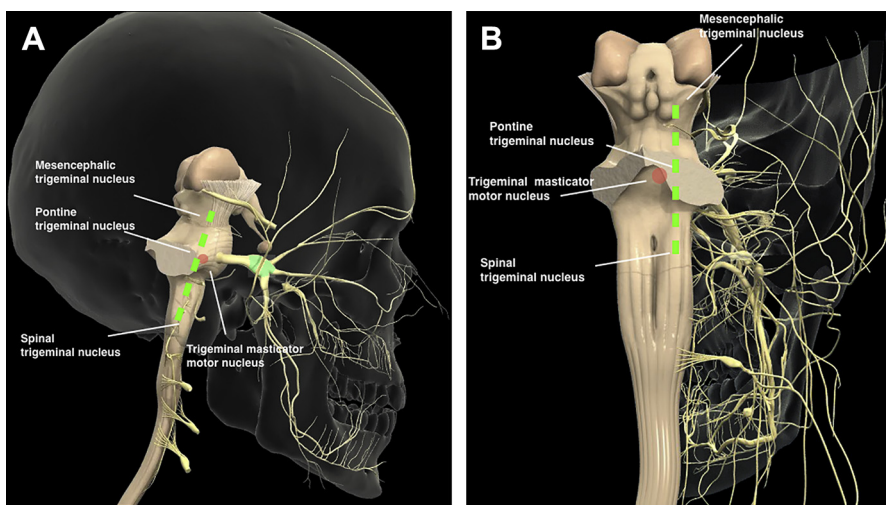 A
Mesencephalic
trigeminal nucleus
Pontine
trigeminal nucleus
Spinal
trigeminal nucleus
Trigeminal masticator
motor nucleus
B
Mesencephalic
trigeminal nucleus
Pontine
trigeminal nucleus
Trigeminal masticator
motor nucleus
Spinal
trigeminal nucleus